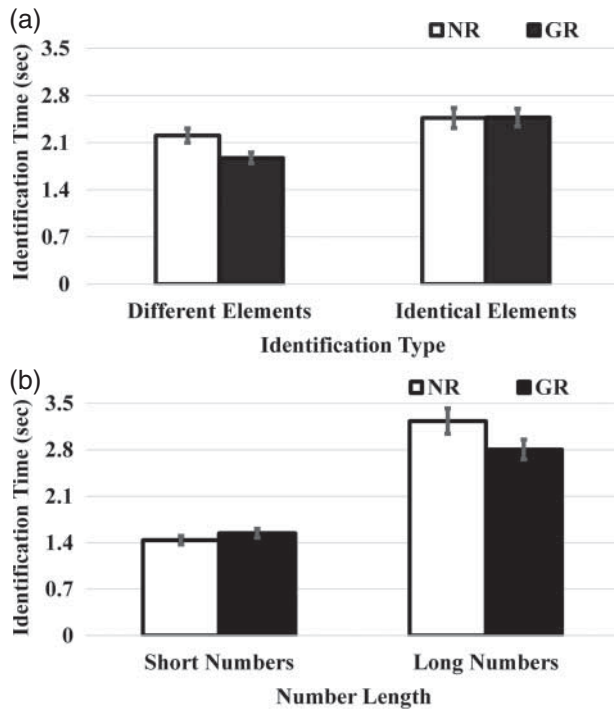 (a)
NR GR
Identification Time (sec)
3.5
2.8
2.1
1.4
0.7
0
Different Elements Identical Elements
Identification Type
(b)
NR GR
Identification Time (sec)
3.5
2.8
2.1
1.4
0.7
0
Short Numbers Long Numbers
Number Length